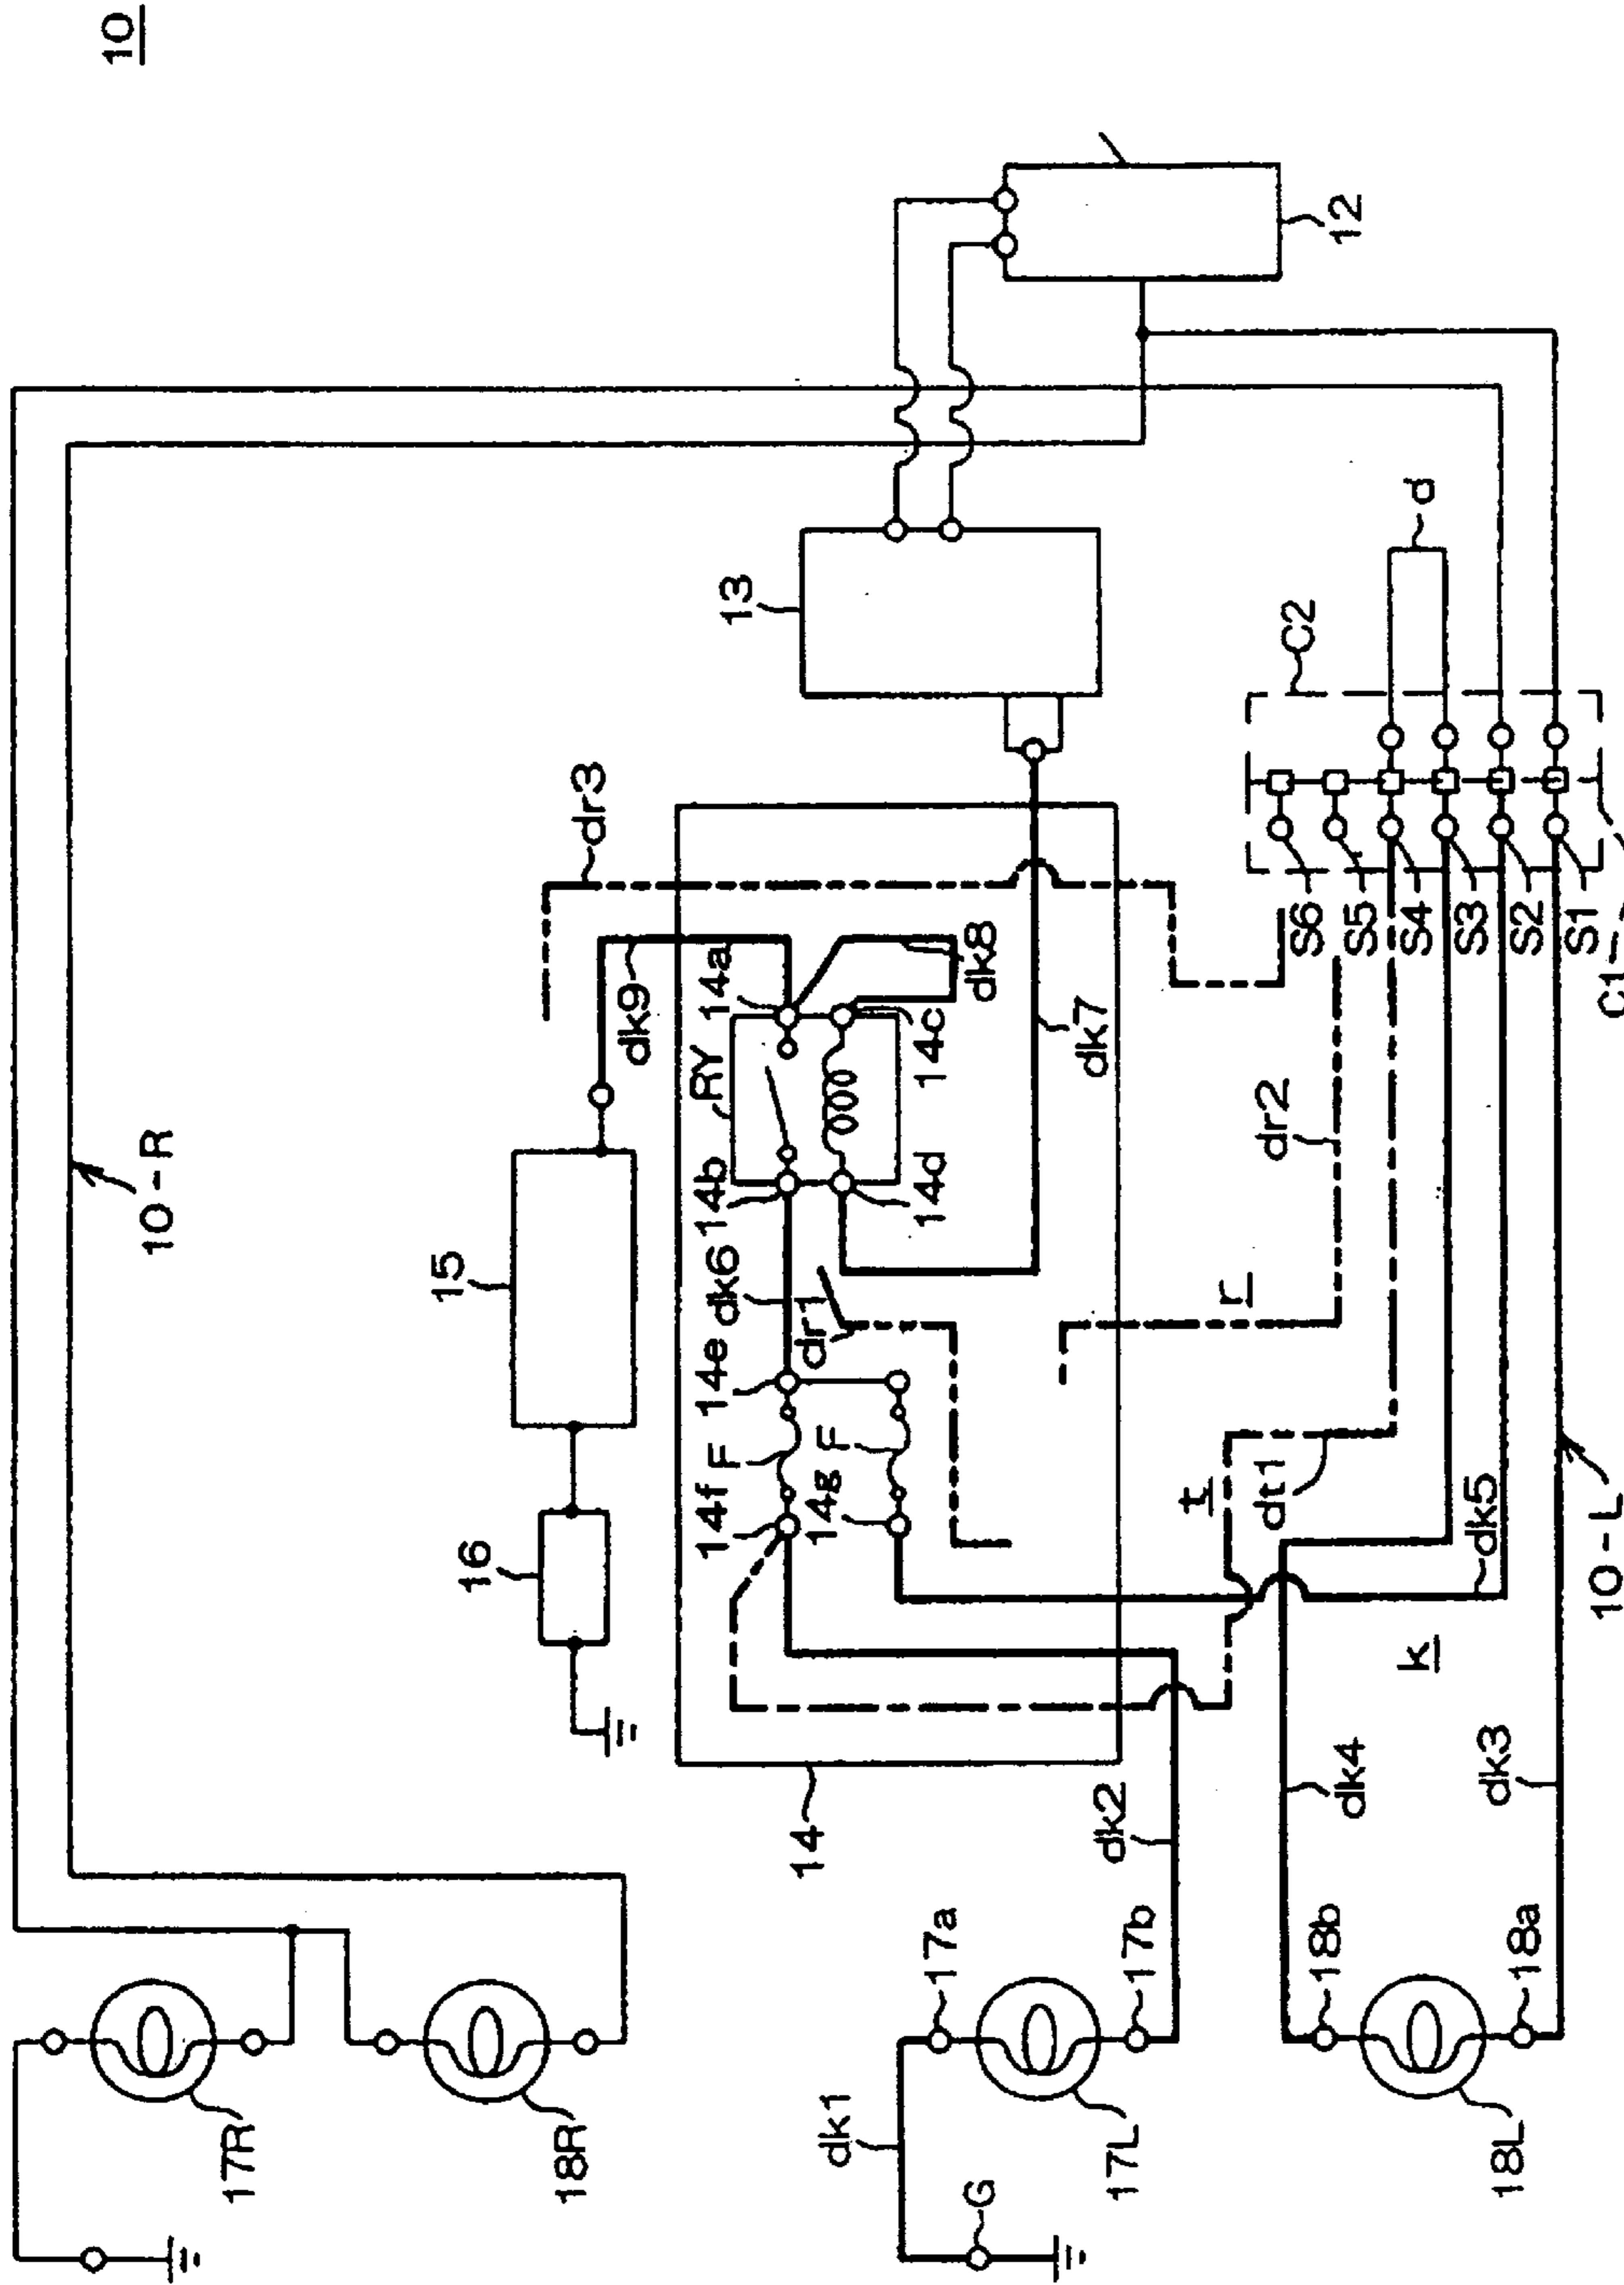 10
10-R
17R
15
16
18R
dr3
dk9
14f
14e
14b
RY
14a
F
dk6
13
14
dr1
14g
F
dk1
14d
14c
17a
G
dk8
dk7
dk2
17L
17b
t
r
dt1
dr2
C2
S6
18b
12
dk4
S5
S4
k
d
S3
dk5
dk3
18L
18a
S2
S1
10-L
C1